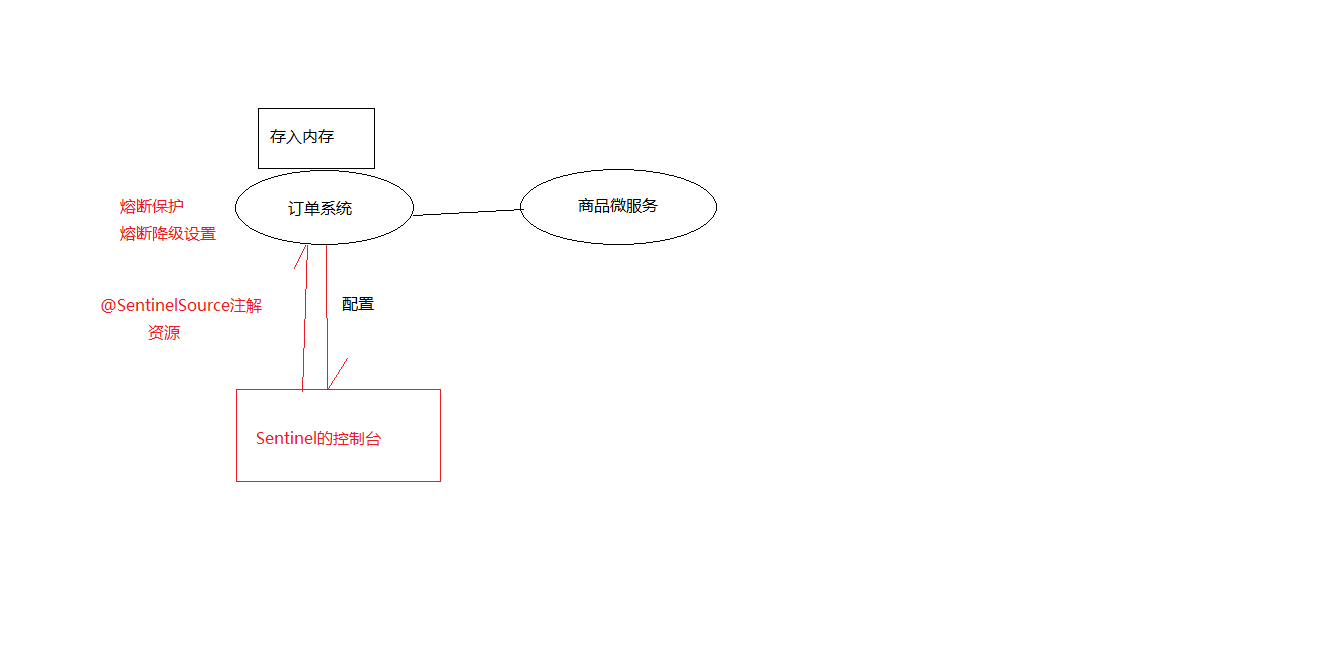 存入内存
订单系统
商品微服务
熔断保护
熔断降级设置
@SentinelSource注解
资源
配置
Sentinel的控制台